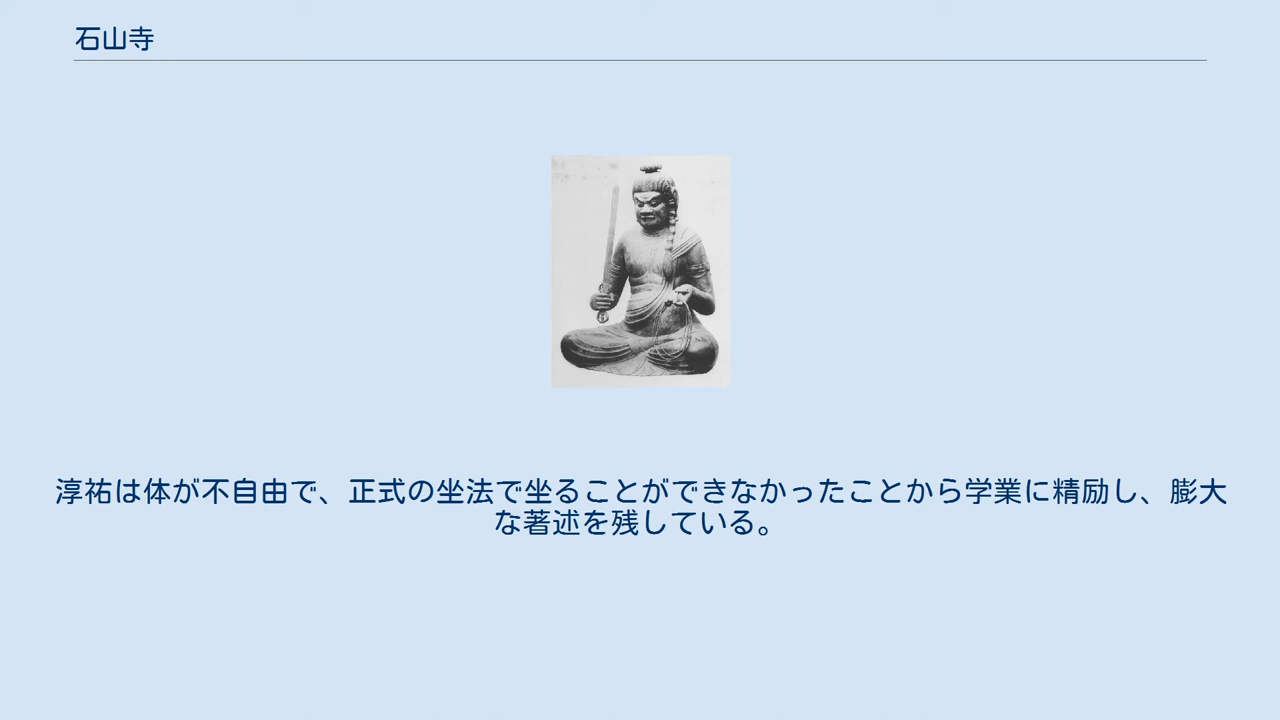 石山寺
淳祐は体が不自由で、正式の坐法で坐ることができなかったことから学業に精励し、膨大
な著述を残している。